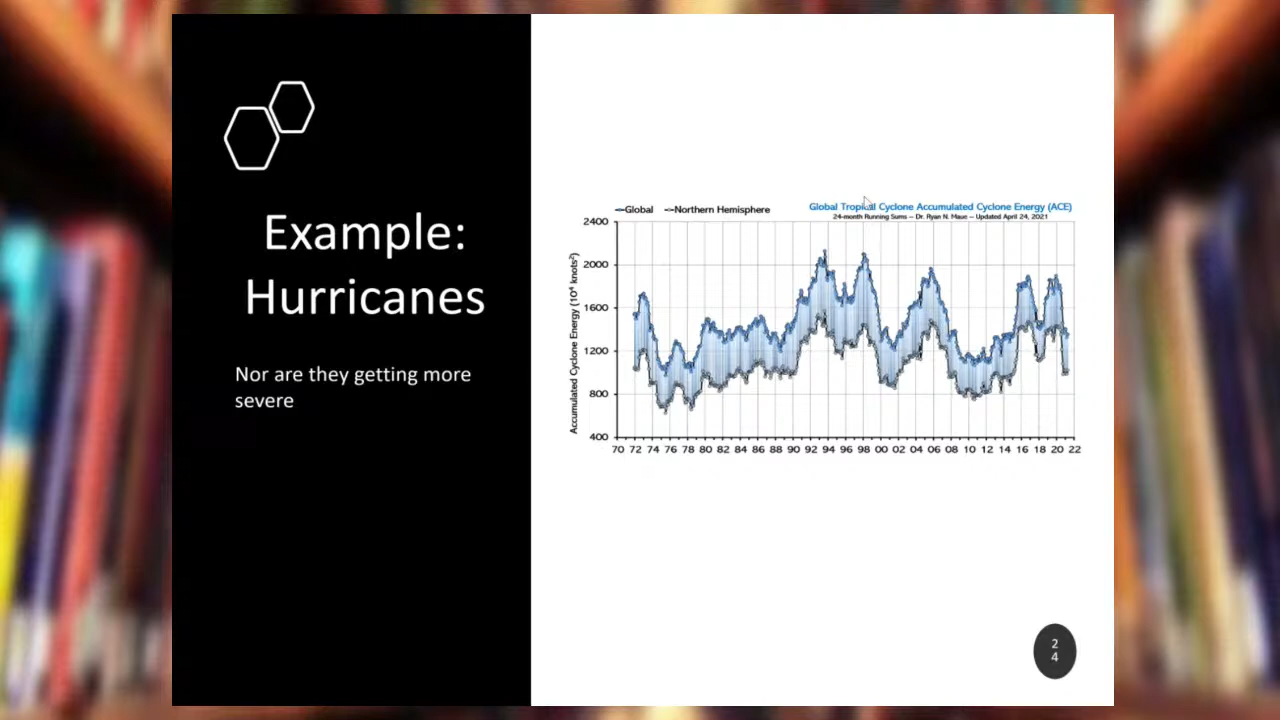 Example:
Hurricanes
Nor are they getting more
severe
Global Northern Hemisphere
Global Tropical Cyclone Accumulated Cyclone Energy (ACE)
24-month Running Sums — Dr. Ryan N. Maue — Updated April 24, 2021
Accumulated Cyclone Energy (10⁴ knots²)
2400
2000
1600
1200
800
400
70 72 74 76 78 80 82 84 86 88 90 92 94 96 98 00 02 04 06 08 10 12 14 16 18 20 22
2
4